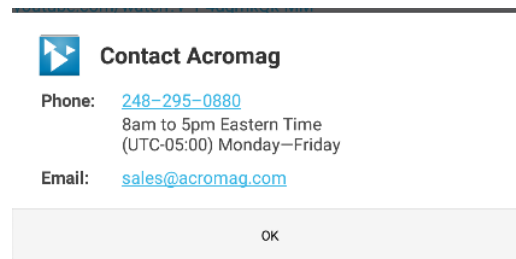 Contact Acromag
Phone: 248–295–0880
8am to 5pm Eastern Time
(UTC-05:00) Monday—Friday
Email: sales@acromag.com
OK